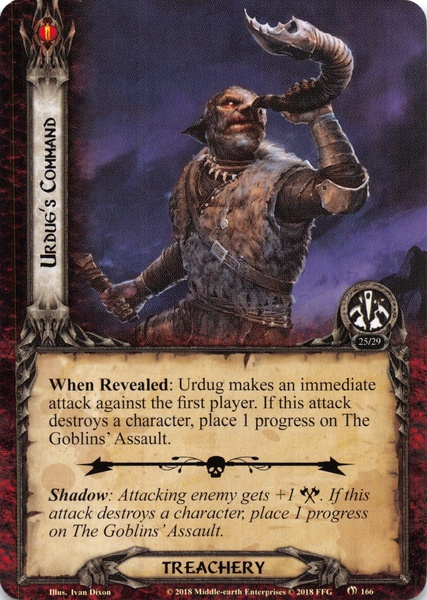 URDUG'S COMMAND
25/29
When Revealed: Urdug makes an immediate
attack against the first player. If this attack
destroys a character, place 1 progress on The
Goblins' Assault.
Shadow: Attacking enemy gets +1 . If this
attack destroys a character, place 1 progress
on The Goblins' Assault.
TREACHERY
Illus. Ivan Dixon © 2018 Middle-earth Enterprises © 2018 FFG 166